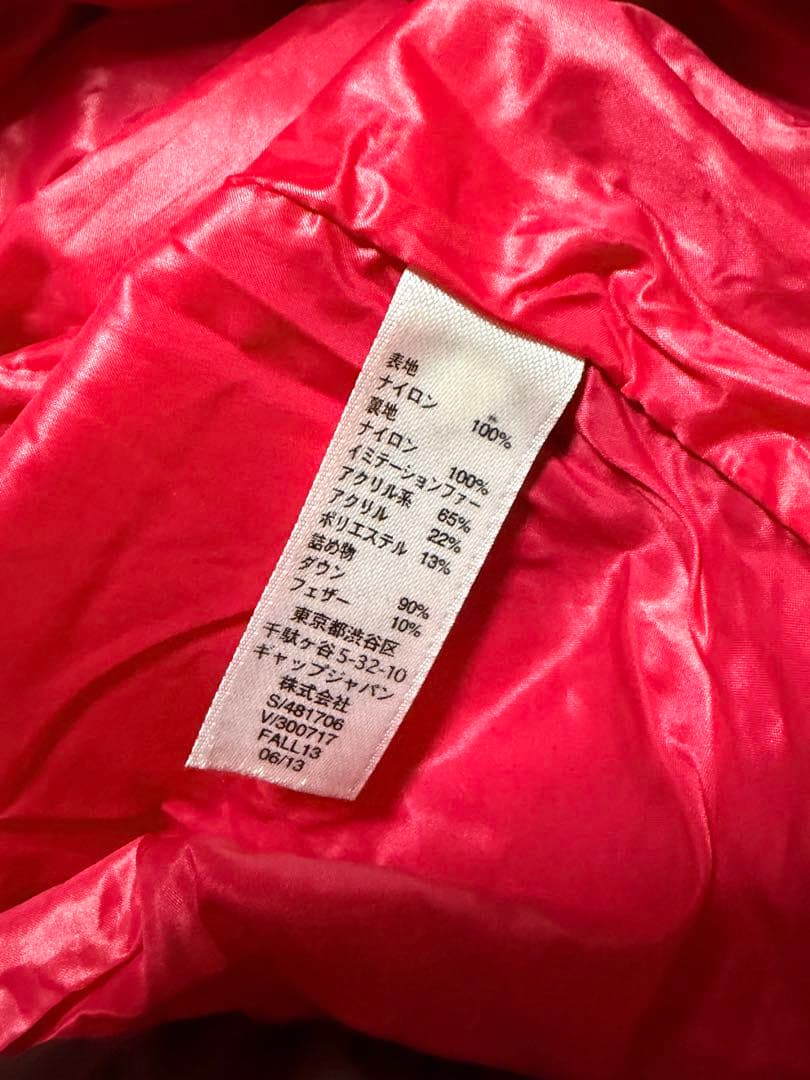 表地
ナイロン 100%
裏地
ナイロン 100%
イミテーションファー
アクリル系 65%
アクリル 22%
ポリエステル 13%
詰め物
ダウン 90%
フェザー 10%
東京都渋谷区
千駄ヶ谷5-32-10
ギャップジャパン
株式会社
S/481706
V/300717
FALL13
06/13